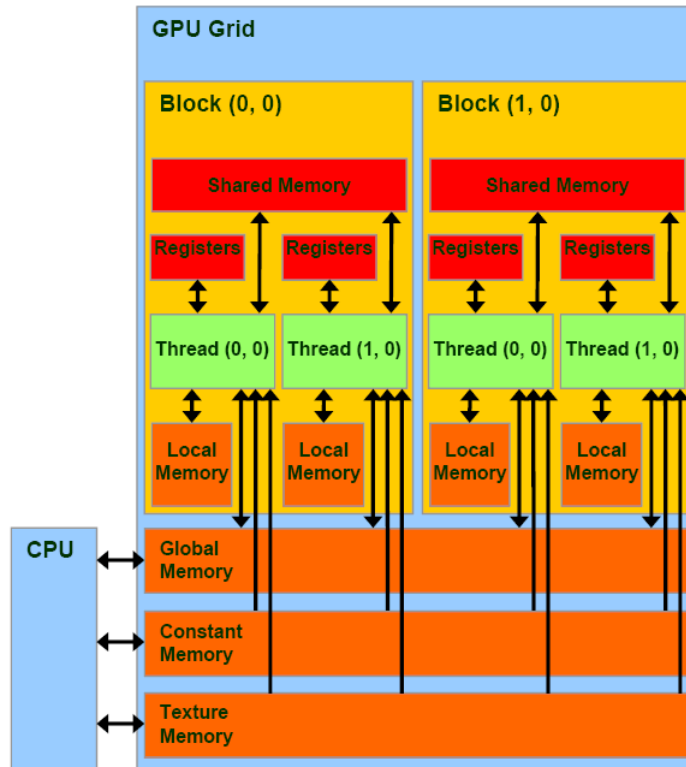 GPU Grid
Block (0, 0)
Shared Memory
Registers
Registers
Thread (0, 0)
Thread (1, 0)
Local
Memory
Local
Memory
Block (1, 0)
Shared Memory
Registers
Registers
Thread (0, 0)
Thread (1, 0)
Local
Memory
Local
Memory
CPU
Global
Memory
Constant
Memory
Texture
Memory